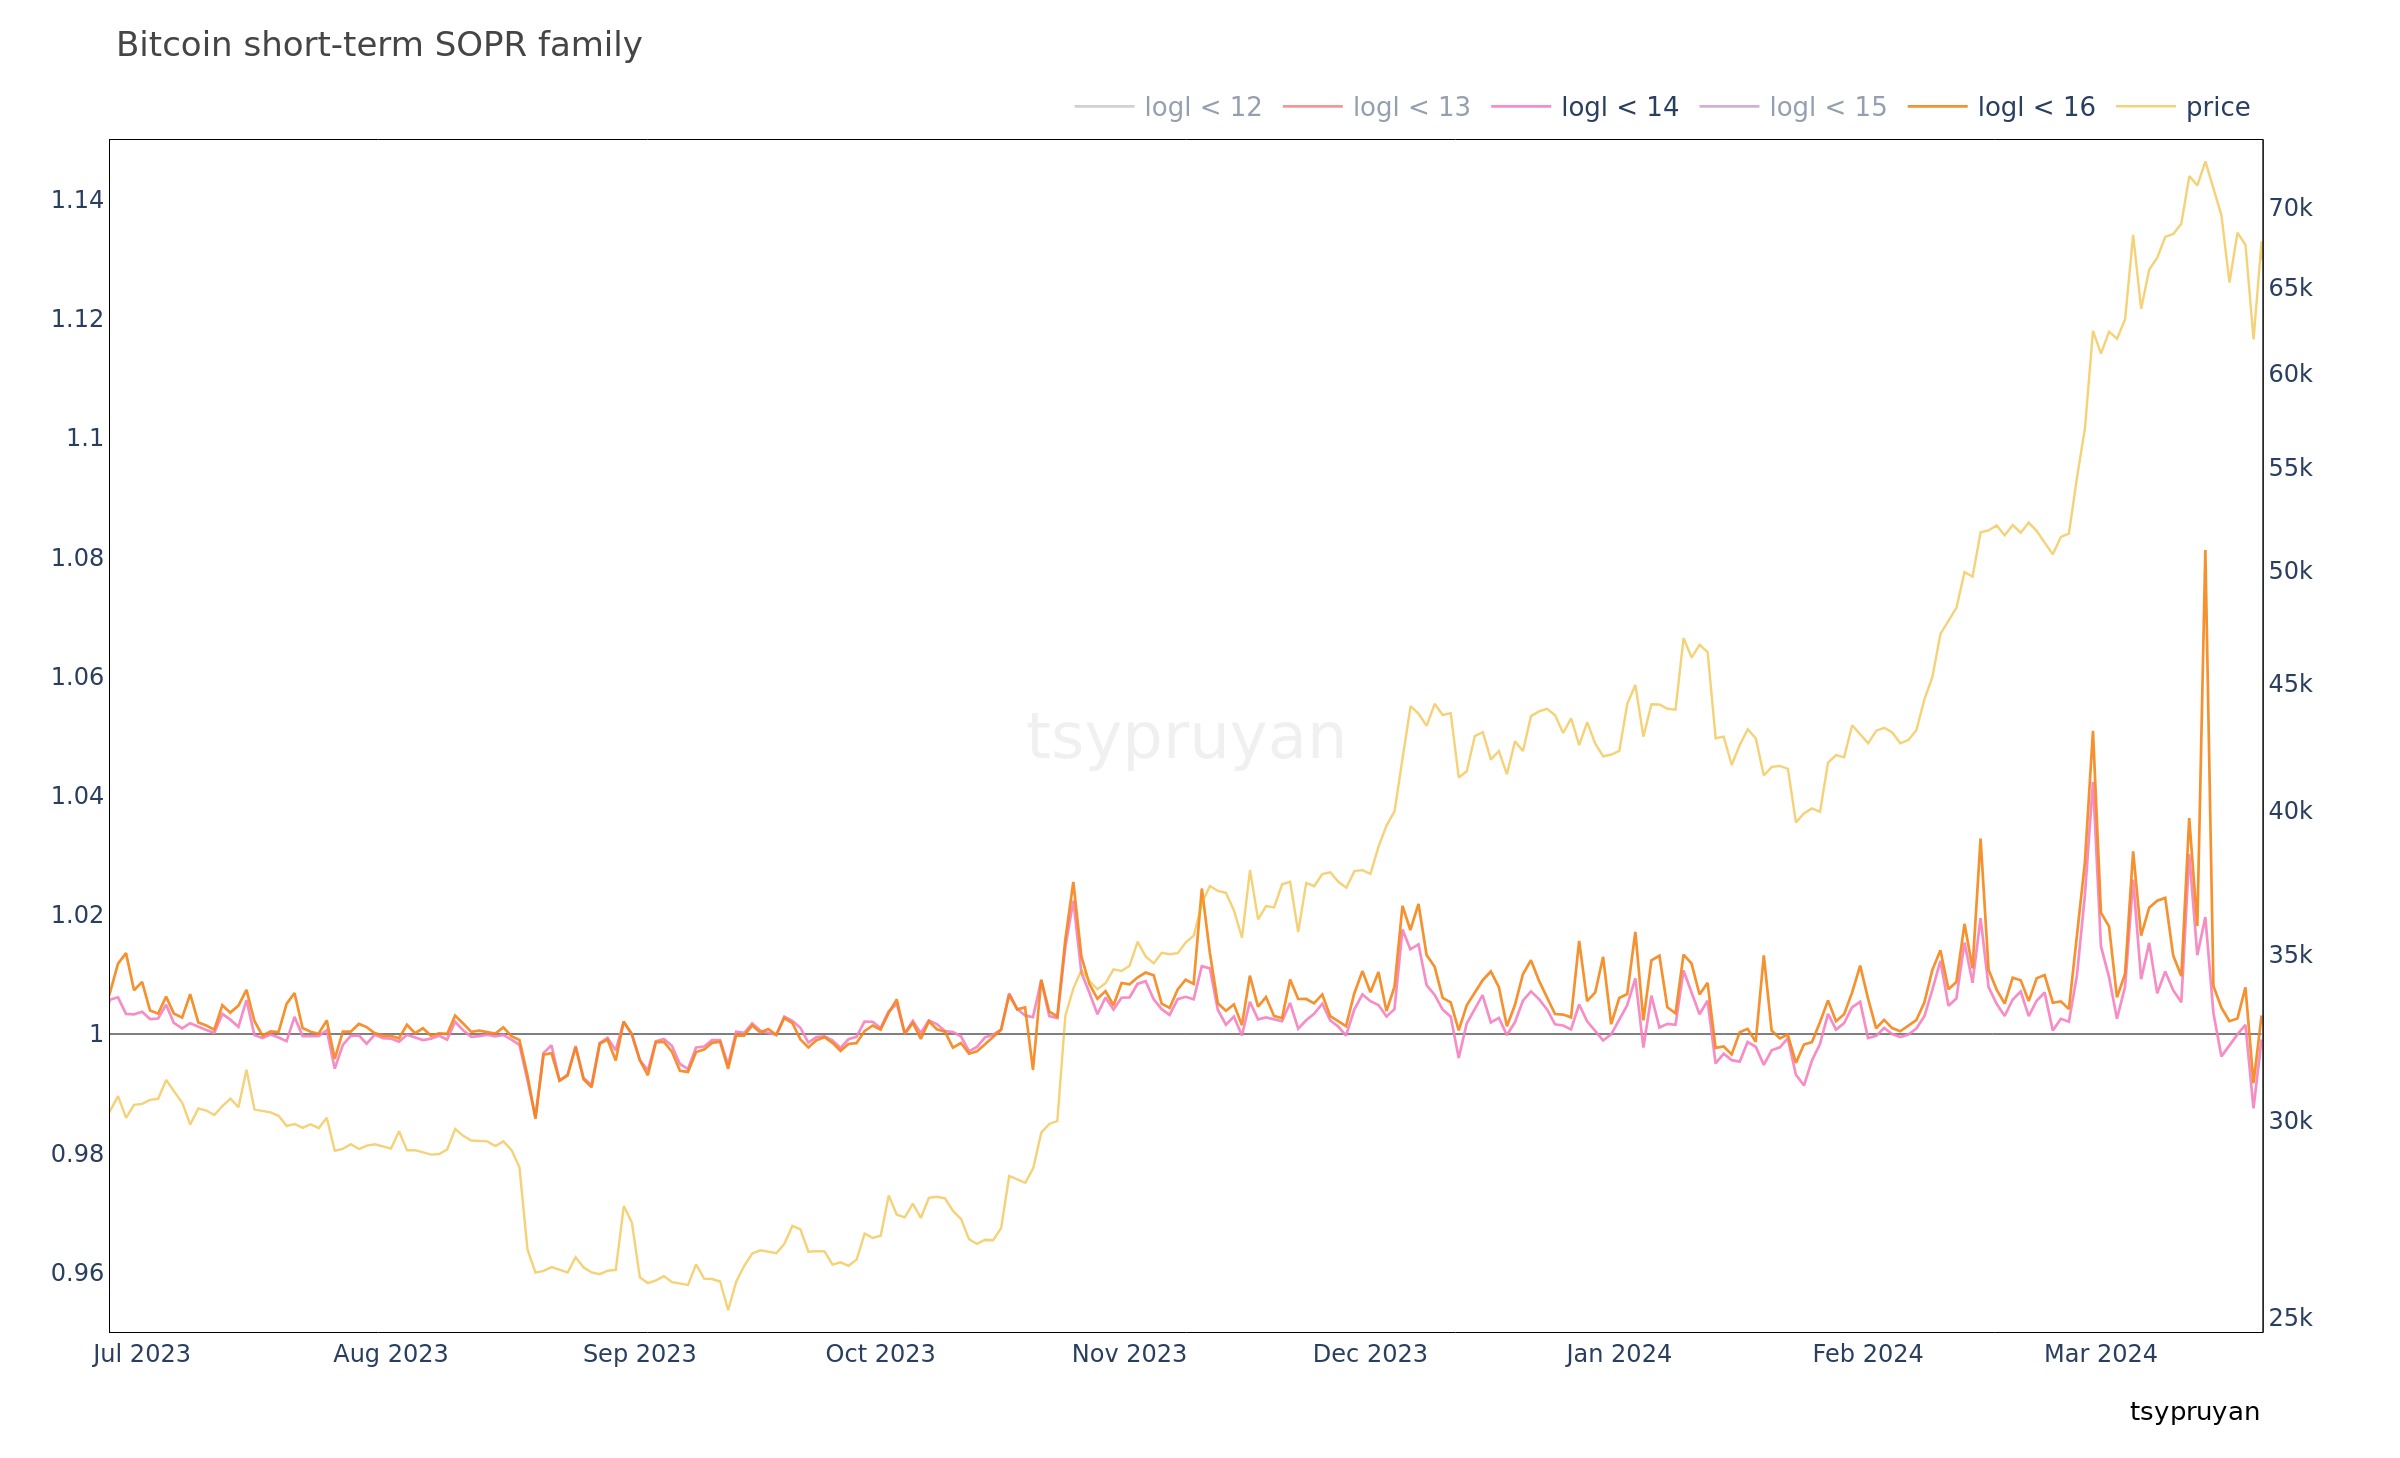 Bitcoin short-term SOPR family
logl < 12 logl < 13 logl < 14 logl < 15 logl < 16 price
1.14
1.12
1.1
1.08
1.06
1.04
1.02
1
0.98
0.96
70k
65k
60k
55k
50k
45k
40k
35k
30k
25k
tsypruyan
Jul 2023 Aug 2023 Sep 2023 Oct 2023 Nov 2023 Dec 2023 Jan 2024 Feb 2024 Mar 2024
tsypruyan